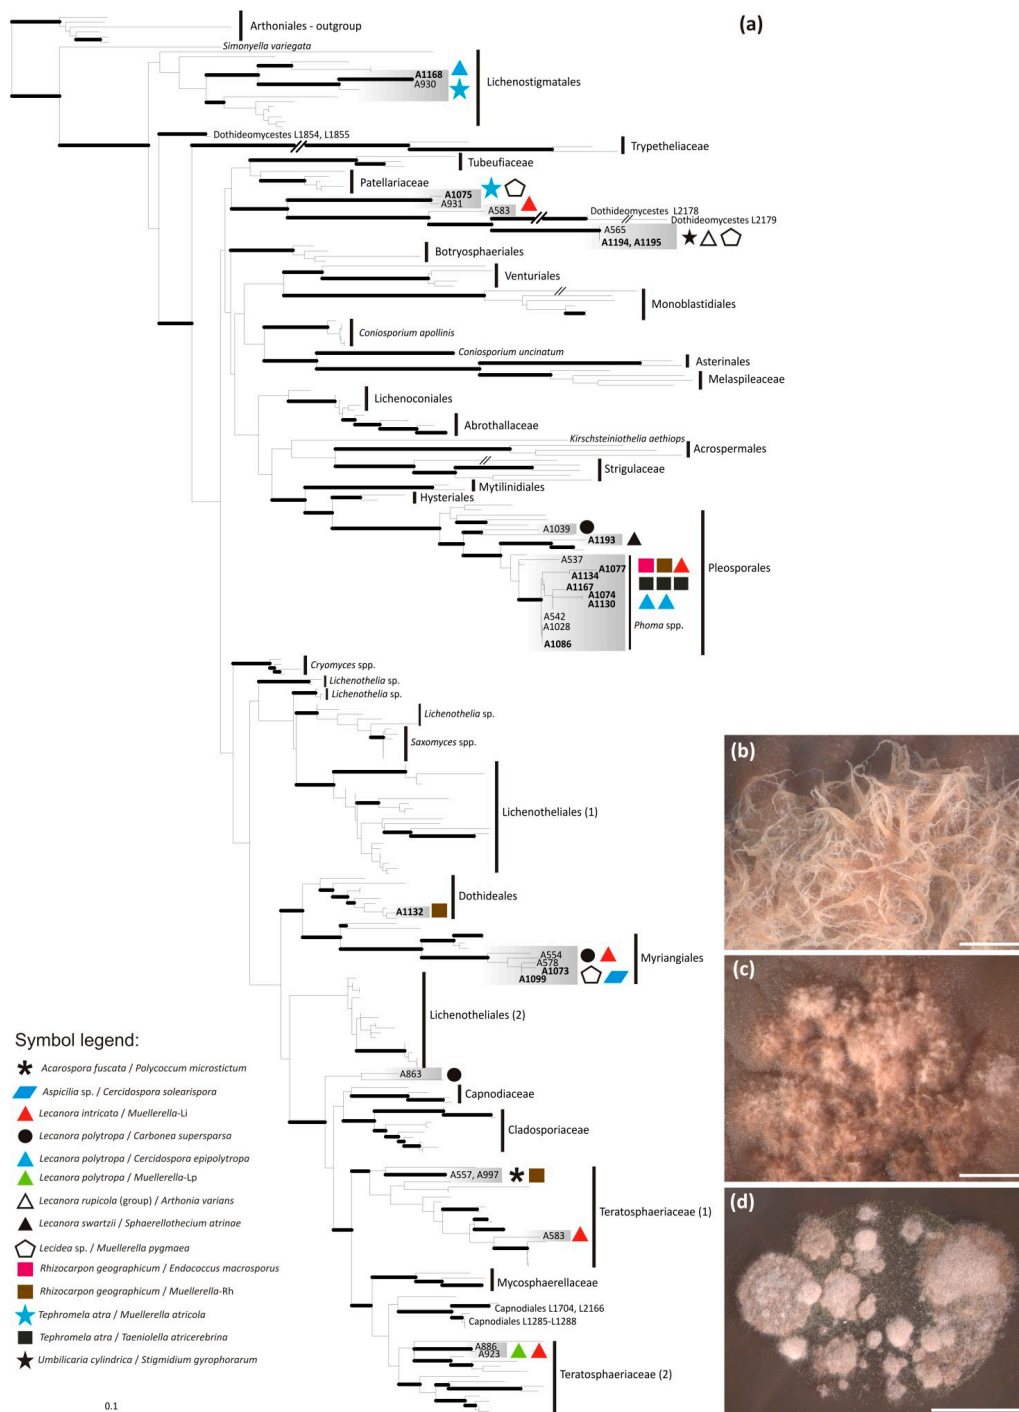 (a)
Arthoniales - outgroup
Simonyella variegata
A1168
A930
Lichenostigmatales
Dothideomycestes L1854, L1855
Trypetheliaceae
Tubeufiaceae
Patellariaceae
A1075
A931
A583
Dothideomycestes L2178
Dothideomycestes L2179
A565
A1194, A1195
Botryosphaeriales
Venturiales
Monoblastidiales
Coniosporium apollinis
Coniosporium uncinatum
Asterinales
Melaspileaceae
Lichenoconiales
Abrothallaceae
Kirschsteiniothelia aethiops
Acrospermales
Strigulaceae
Mytilinidiales
Hysteriales
A1039
A1193
A537
A1077
A1134
A1167
A1074
A1130
A542
A1028
A1086
Phoma spp.
Pleosporales
Cryomyces spp.
Lichenothelia sp.
Lichenothelia sp.
Lichenothelia sp.
Saxomyces spp.
Lichenotheliales (1)
Dothideales
A1132
A554
A578
A1073
A1099
Myriangiales
Lichenotheliales (2)
A863
Capnodiaceae
Cladosporiaceae
A557, A997
Teratosphaeriaceae (1)
A583
Mycosphaerellaceae
Capnodiales L1704, L2166
Capnodiales L1285-L1288
A886
A923
Teratosphaeriaceae (2)
Symbol legend:
Acarospora fuscata / Polycoccum microstictum
Aspicilia sp. / Cercidospora solearispora
Lecanora intricata / Muellerella-Li
Lecanora polytropa / Carbonea supersparsa
Lecanora polytropa / Cercidospora epipolytropa
Lecanora polytropa / Muellerella-Lp
Lecanora rupicola (group) / Arthonia varians
Lecanora swartzii / Sphaerellothecium atrinae
Lecidea sp. / Muellerella pygmaea
Rhizocarpon geographicum / Endococcus macrosporus
Rhizocarpon geographicum / Muellerella-Rh
Tephromela atra / Muellerella atricola
Tephromela atra / Taeniolella atricerebrina
Umbilicaria cylindrica / Stigmidium gyrophorarum
0.1
(b)
(c)
(d)